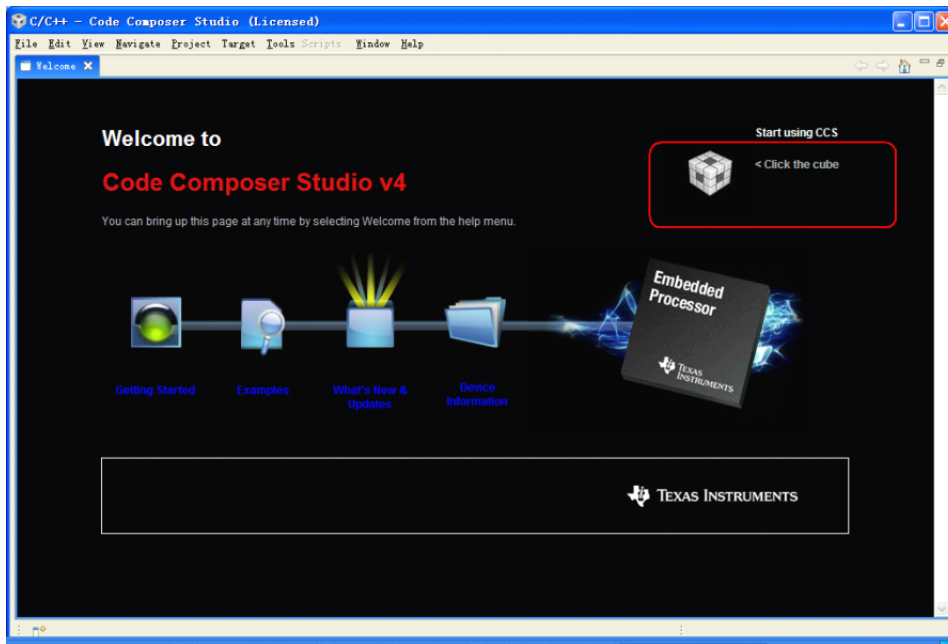 C/C++ - Code Composer Studio (Licensed)
File Edit View Navigate Project Target Tools Scripts Window Help
Welcome
Welcome to
Start using CCS
< Click the cube
Code Composer Studio v4
You can bring up this page at any time by selecting Welcome from the help menu.
Embedded
Processor
TEXAS
INSTRUMENTS
Getting Started
Examples
What's New &
Updates
Device
Information
TEXAS INSTRUMENTS